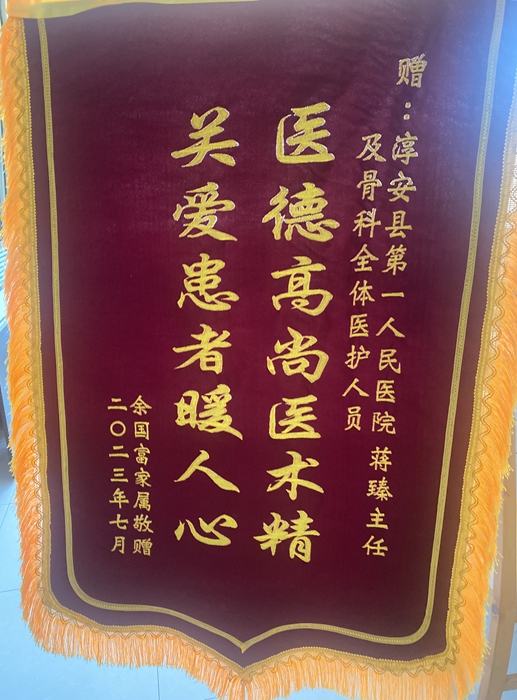 赠：淳安县第一人民医院 蒋臻主任
及骨科全体医护人员
医德高尚医术精
关爱患者暖人心
余国富家属敬赠
二〇二三年七月